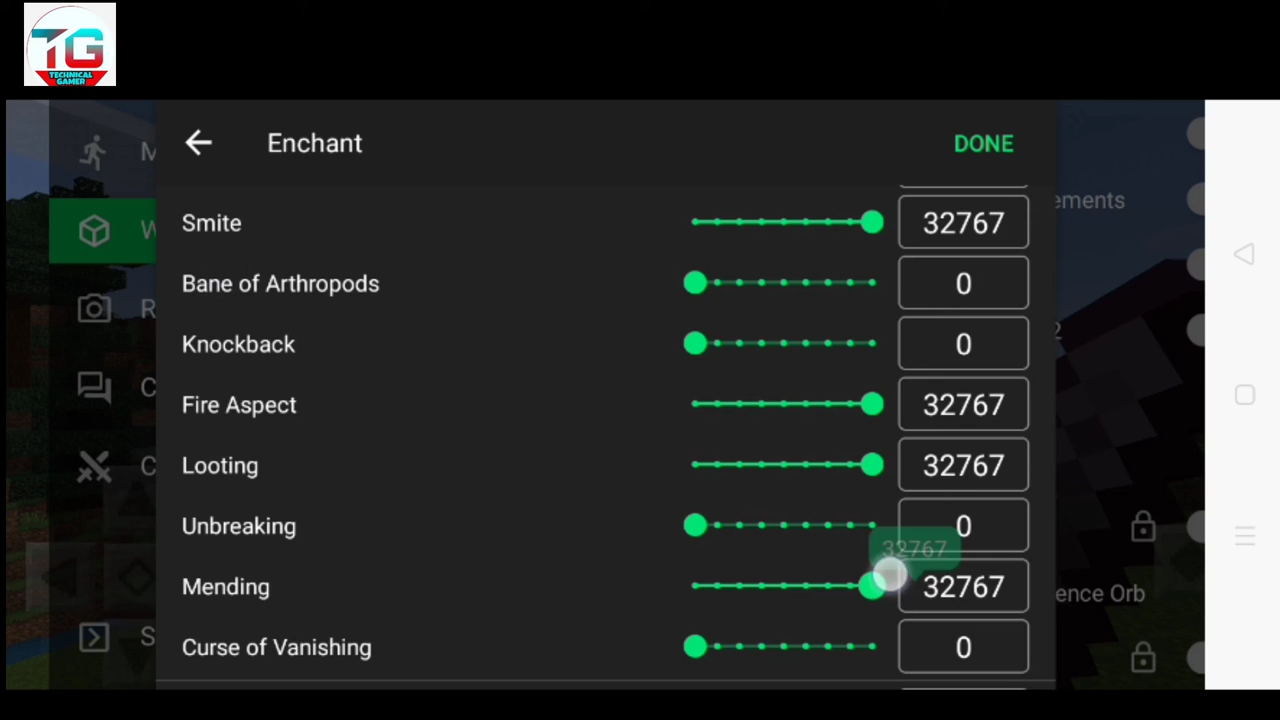 TG
TECHNICAL
GAMER
Enchant
DONE
M
W
R
C
C
S
ements
2
ence Orb
Smite 32767
Bane of Arthropods 0
Knockback 0
Fire Aspect 32767
Looting 32767
Unbreaking 0
32767
Mending 32767
Curse of Vanishing 0